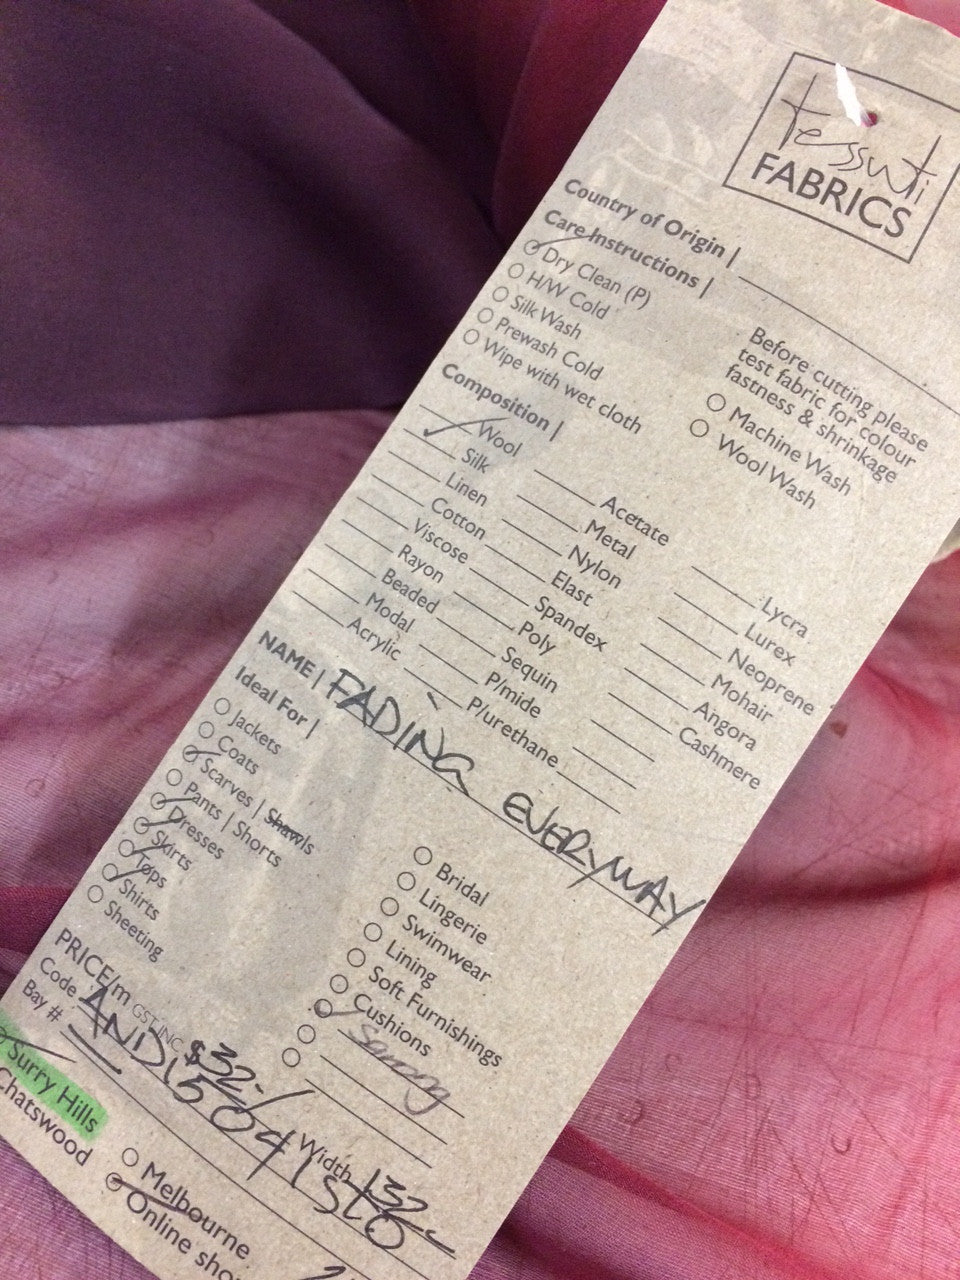 tessuti
FABRICS
Country of Origin |
Care Instructions |
Dry Clean (P)
H/W Cold
Silk Wash
Prewash Cold
Wipe with wet cloth
Before cutting please
test fabric for colour
fastness & shrinkage
Machine Wash
Wool Wash
Composition |
Wool
Silk
Linen
Cotton
Viscose
Rayon
Beaded
Modal
Acrylic
Acetate
Metal
Nylon
Elast
Spandex
Poly
Sequin
P/mide
P/urethane
Lycra
Lurex
Neoprene
Mohair
Angora
Cashmere
NAME | FADING EVERYWAY
Ideal For |
Jackets
Coats
Scarves | Shawls
Pants | Shorts
Dresses
Skirts
Tops
Shirts
Sheeting
Bridal
Lingerie
Swimwear
Lining
Soft Furnishings
Cushions
Sarong
PRICE/m GST INC. $32-/
Code ANDI5041STO
Width 132
Bay #
Surry Hills
Chatswood
Melbourne
Online